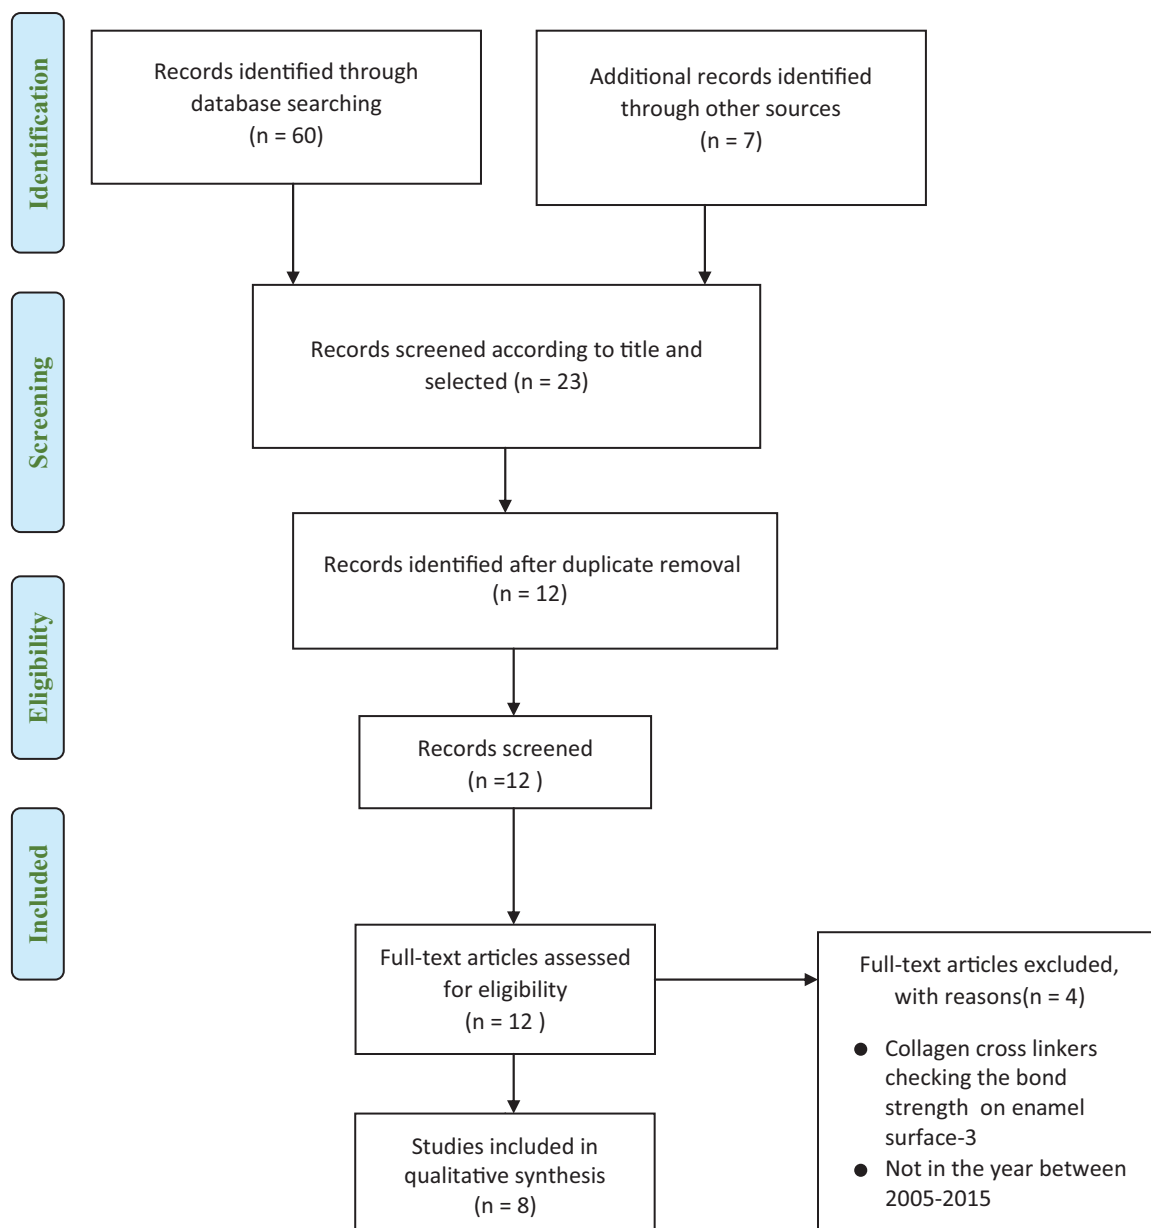 Identification
Records identified through
database searching
(n = 60)
Additional records identified
through other sources
(n = 7)
Screening
Records screened according to title and
selected (n = 23)
Records identified after duplicate removal
(n = 12)
Eligibility
Records screened
(n =12 )
Included
Full-text articles assessed
for eligibility
(n = 12 )
Full-text articles excluded,
with reasons(n = 4)
● Collagen cross linkers
checking the bond
strength on enamel
surface-3
● Not in the year between
2005-2015
Studies included in
qualitative synthesis
(n = 8)